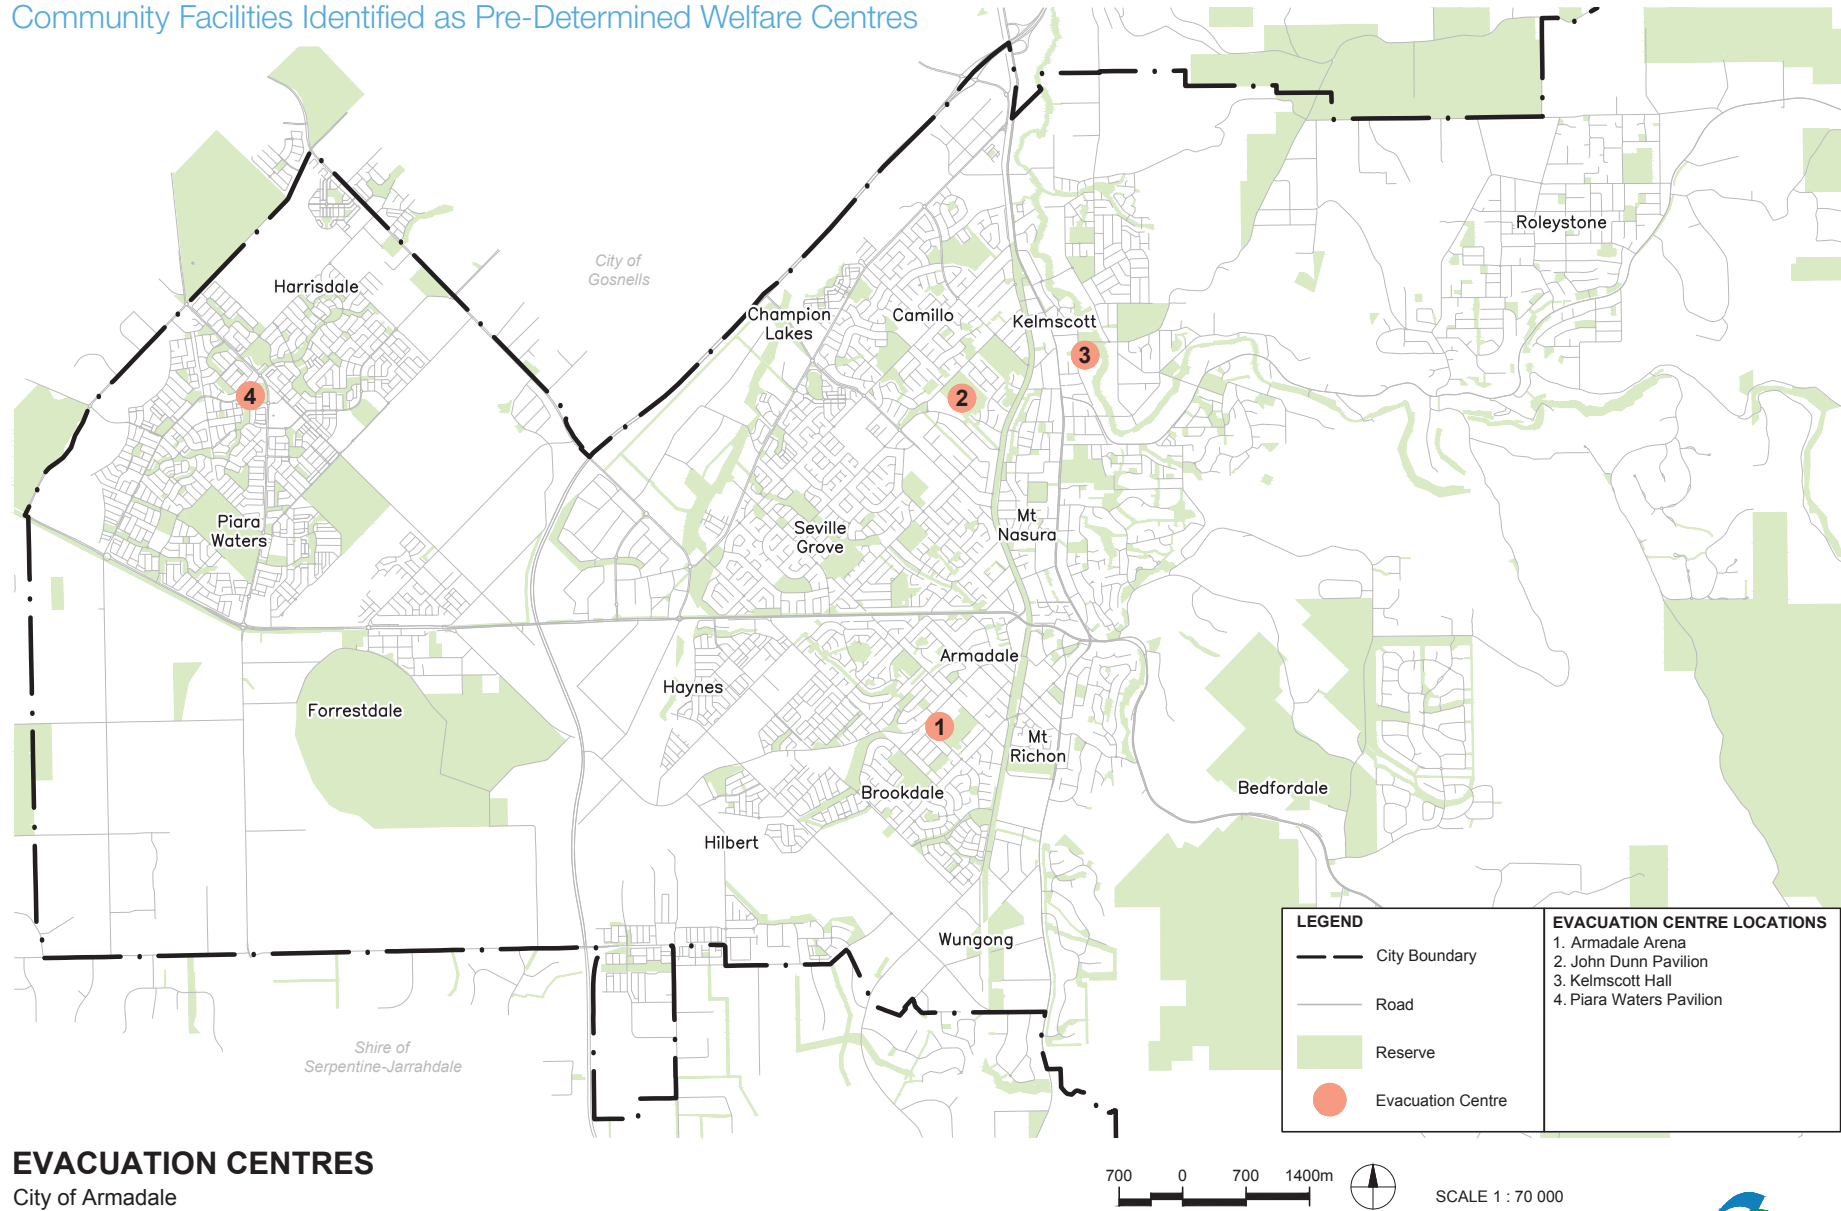 Community Facilities Identified as Pre-Determined Welfare Centres
Roleystone
City of
Gosnells
Harrisdale
Champion
Lakes
Camillo
Kelmscott
3
4
2
Piara
Waters
Seville
Grove
Mt
Nasura
Armadale
Haynes
Forrestdale
1
Mt
Richon
Brookdale
Bedfordale
Hilbert
Wungong
Shire of
Serpentine-Jarrahdale
LEGEND
City Boundary
Road
Reserve
Evacuation Centre
EVACUATION CENTRE LOCATIONS
1. Armadale Arena
2. John Dunn Pavilion
3. Kelmscott Hall
4. Piara Waters Pavilion
EVACUATION CENTRES
City of Armadale
700 0 700 1400m
SCALE 1 : 70 000